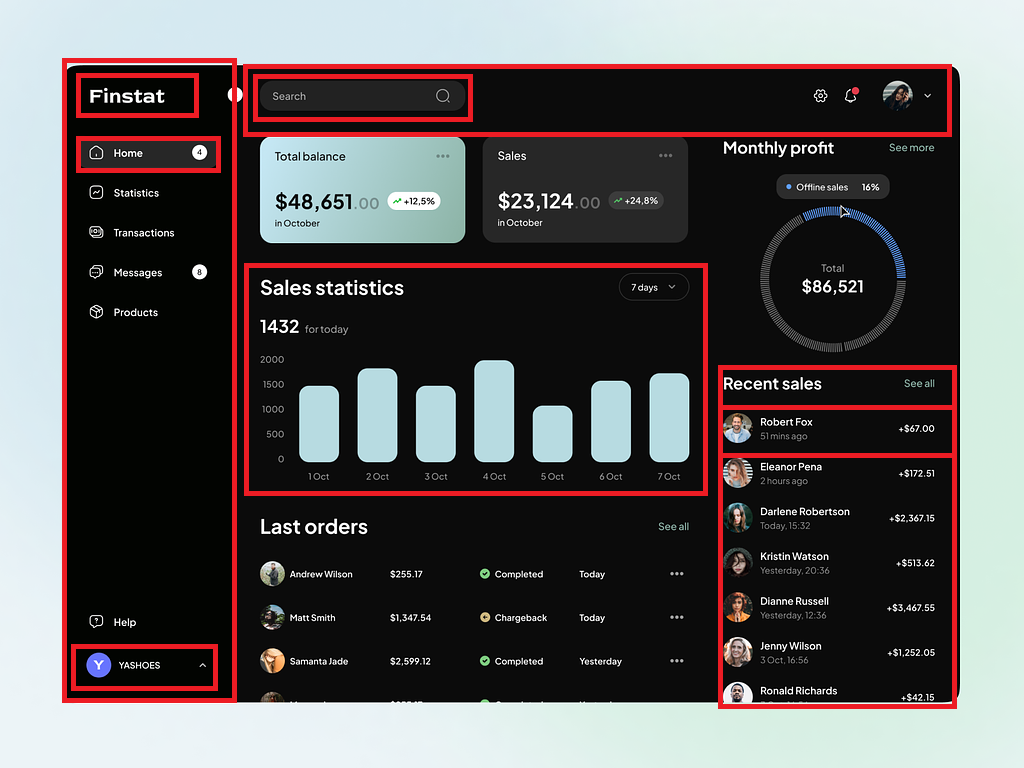 Finstat
Home 4
Statistics
Transactions
Messages 8
Products
Help
Y YASHOES
Search
Total balance
$48,651.00 +12,5%
in October
Sales
$23,124.00 +24,8%
in October
Sales statistics 7 days
1432 for today
2000
1500
1000
500
0
1 Oct 2 Oct 3 Oct 4 Oct 5 Oct 6 Oct 7 Oct
Last orders See all
Andrew Wilson $255.17 Completed Today
Matt Smith $1,347.54 Chargeback Today
Samanta Jade $2,599.12 Completed Yesterday
Monthly profit See more
Offline sales 16%
Total
$86,521
Recent sales See all
Robert Fox +$67.00
51 mins ago
Eleanor Pena +$172.51
2 hours ago
Darlene Robertson +$2,367.15
Today, 15:32
Kristin Watson +$513.62
Yesterday, 20:36
Dianne Russell +$3,467.55
Yesterday, 12:36
Jenny Wilson +$1,252.05
3 Oct, 16:56
Ronald Richards +$42.15